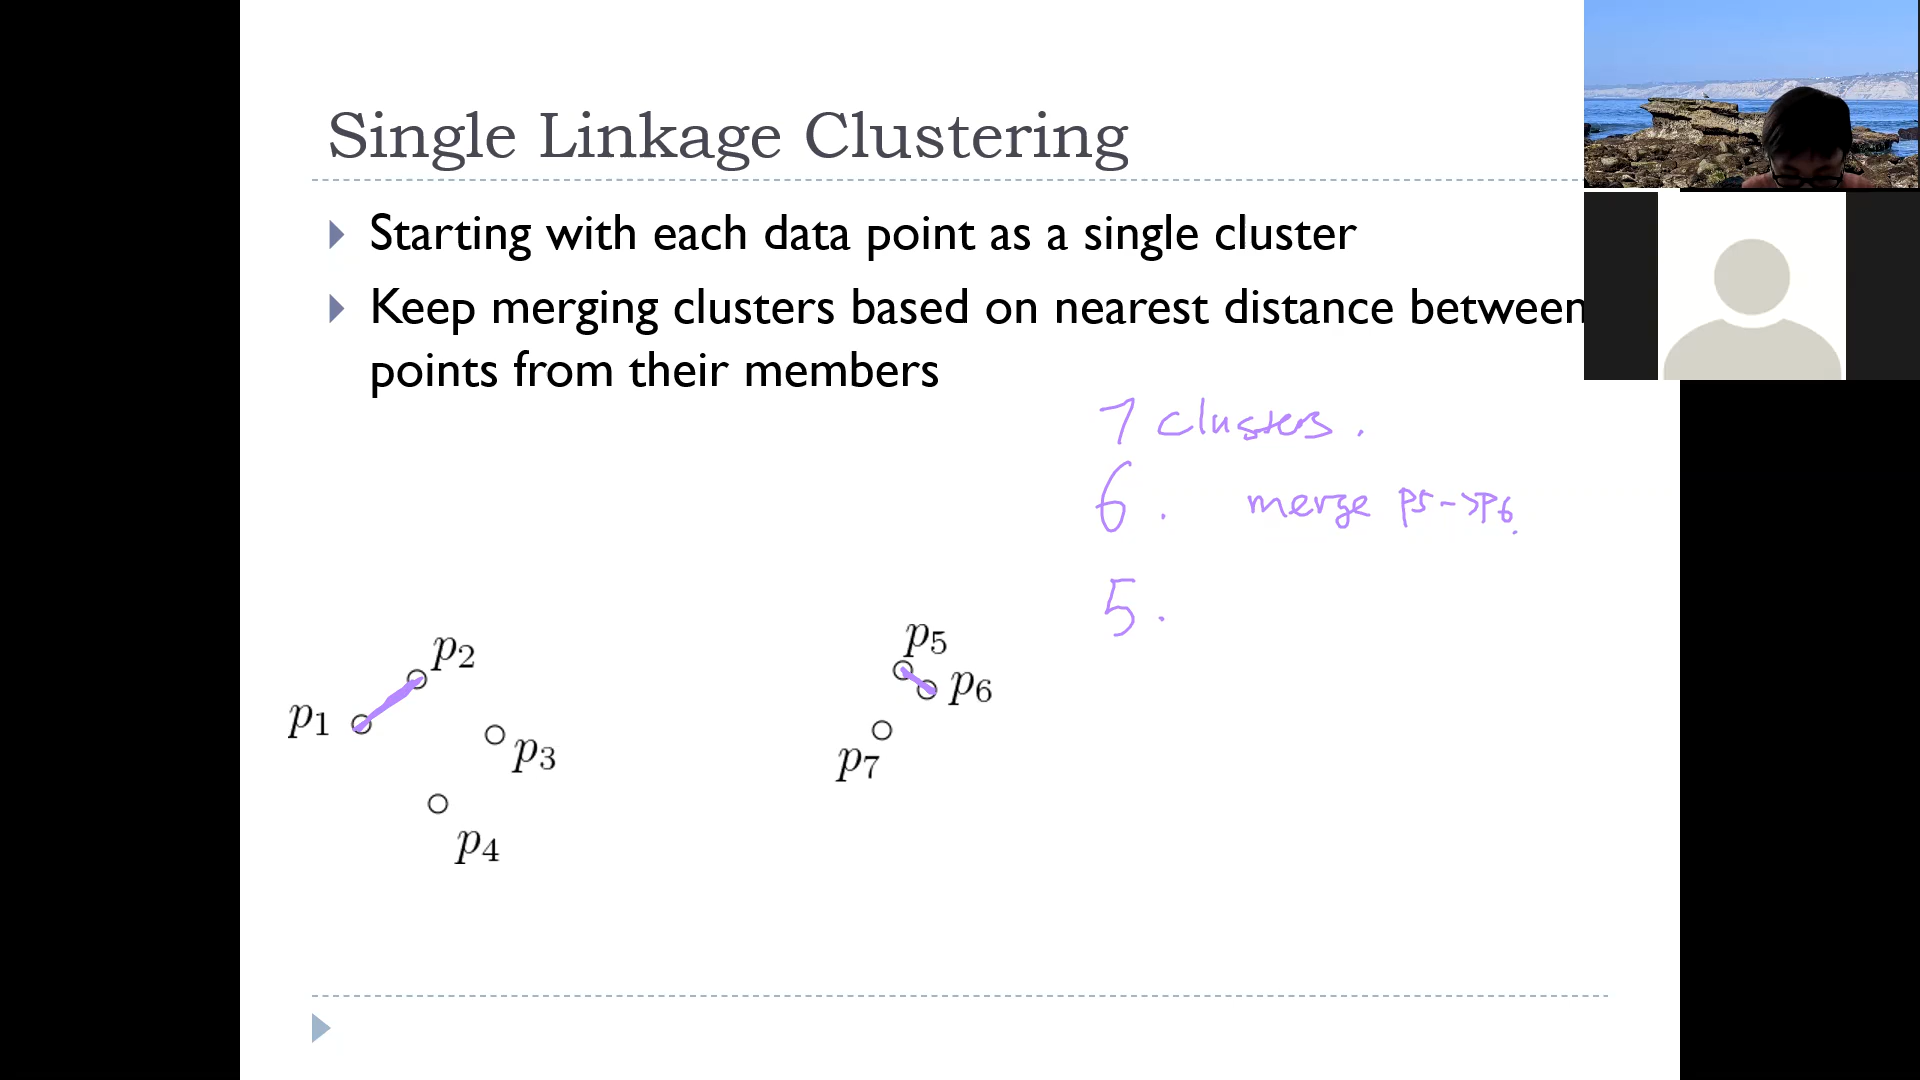 Single Linkage Clustering
Starting with each data point as a single cluster
Keep merging clusters based on nearest distance between
points from their members
7 clusters.
6. merge p5->p6.
5.
p2
p5
p6
p1
p3
p7
p4